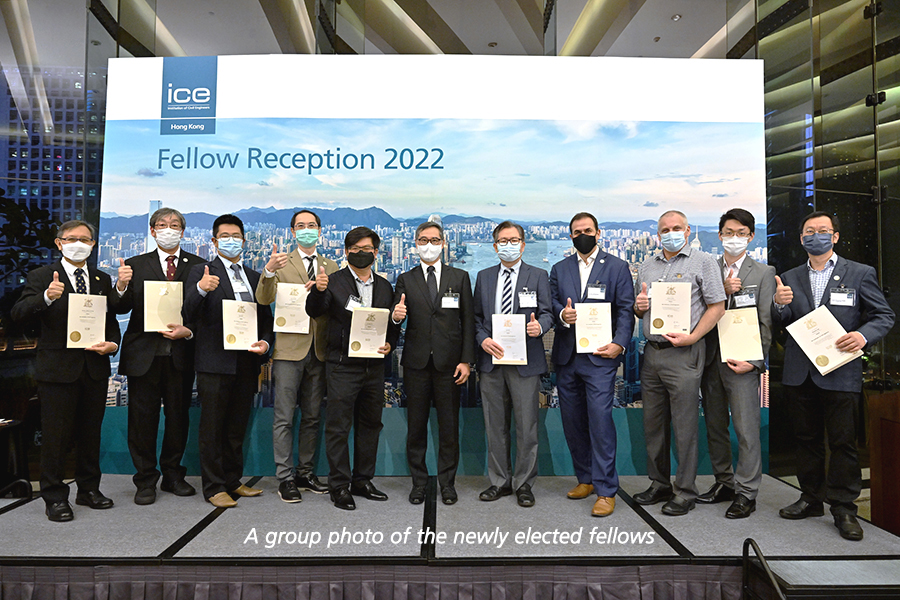 ice
Institution of Civil Engineers
Hong Kong
Fellow Reception 2022
A group photo of the newly elected fellows